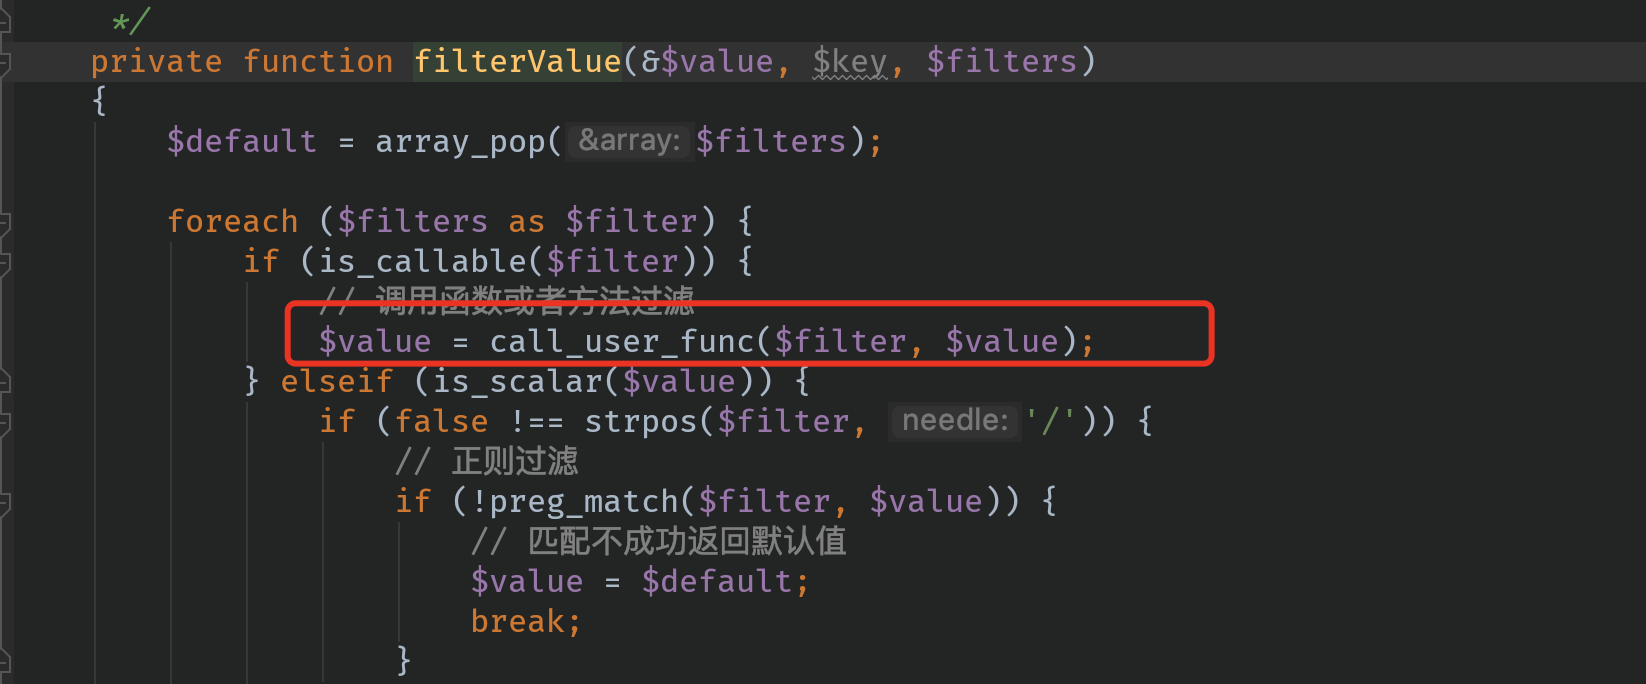 */
private function filterValue(&$value, $key, $filters)
{
$default = array_pop( &array: $filters);
foreach ($filters as $filter) {
if (is_callable($filter)) {
// 调用函数或者方法过滤
$value = call_user_func($filter, $value);
} elseif (is_scalar($value)) {
if (false !== strpos($filter, needle: '/')) {
// 正则过滤
if (!preg_match($filter, $value)) {
// 匹配不成功返回默认值
$value = $default;
break;
}